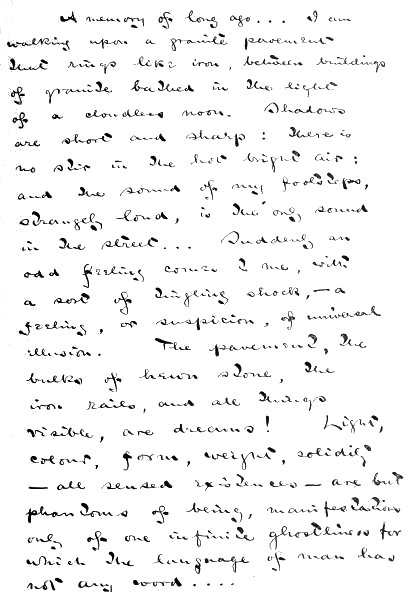 A memory of long ago... I am
walking upon a granite pavement
that rings like iron, between buildings
of granite bathed in the light
of a cloudless noon. Shadows
are short and sharp: there is
no stir in the hot bright air;
and the sound of my footsteps,
strangely loud, is the only sound
in the street... Suddenly an
odd feeling comes to me, with
a sort of tingling shock,—a
feeling, or suspicion, of universal
illusion. The pavement, the
bulks of hewn stone, the
iron rails, and all things
visible, are dreams! Light,
colour, form, weight, solidity
—all sensed existences—are but
phantoms of being, manifestations
only of one infinite ghostliness for
which the language of man has
not any word....